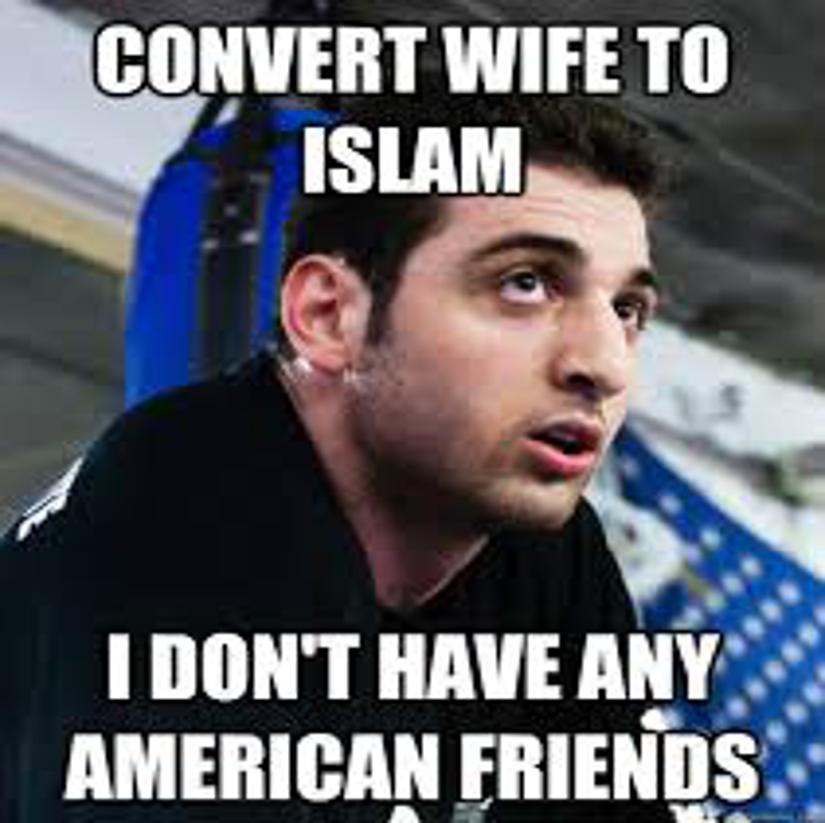 CONVERT WIFE TO
ISLAM
I DON'T HAVE ANY
AMERICAN FRIENDS